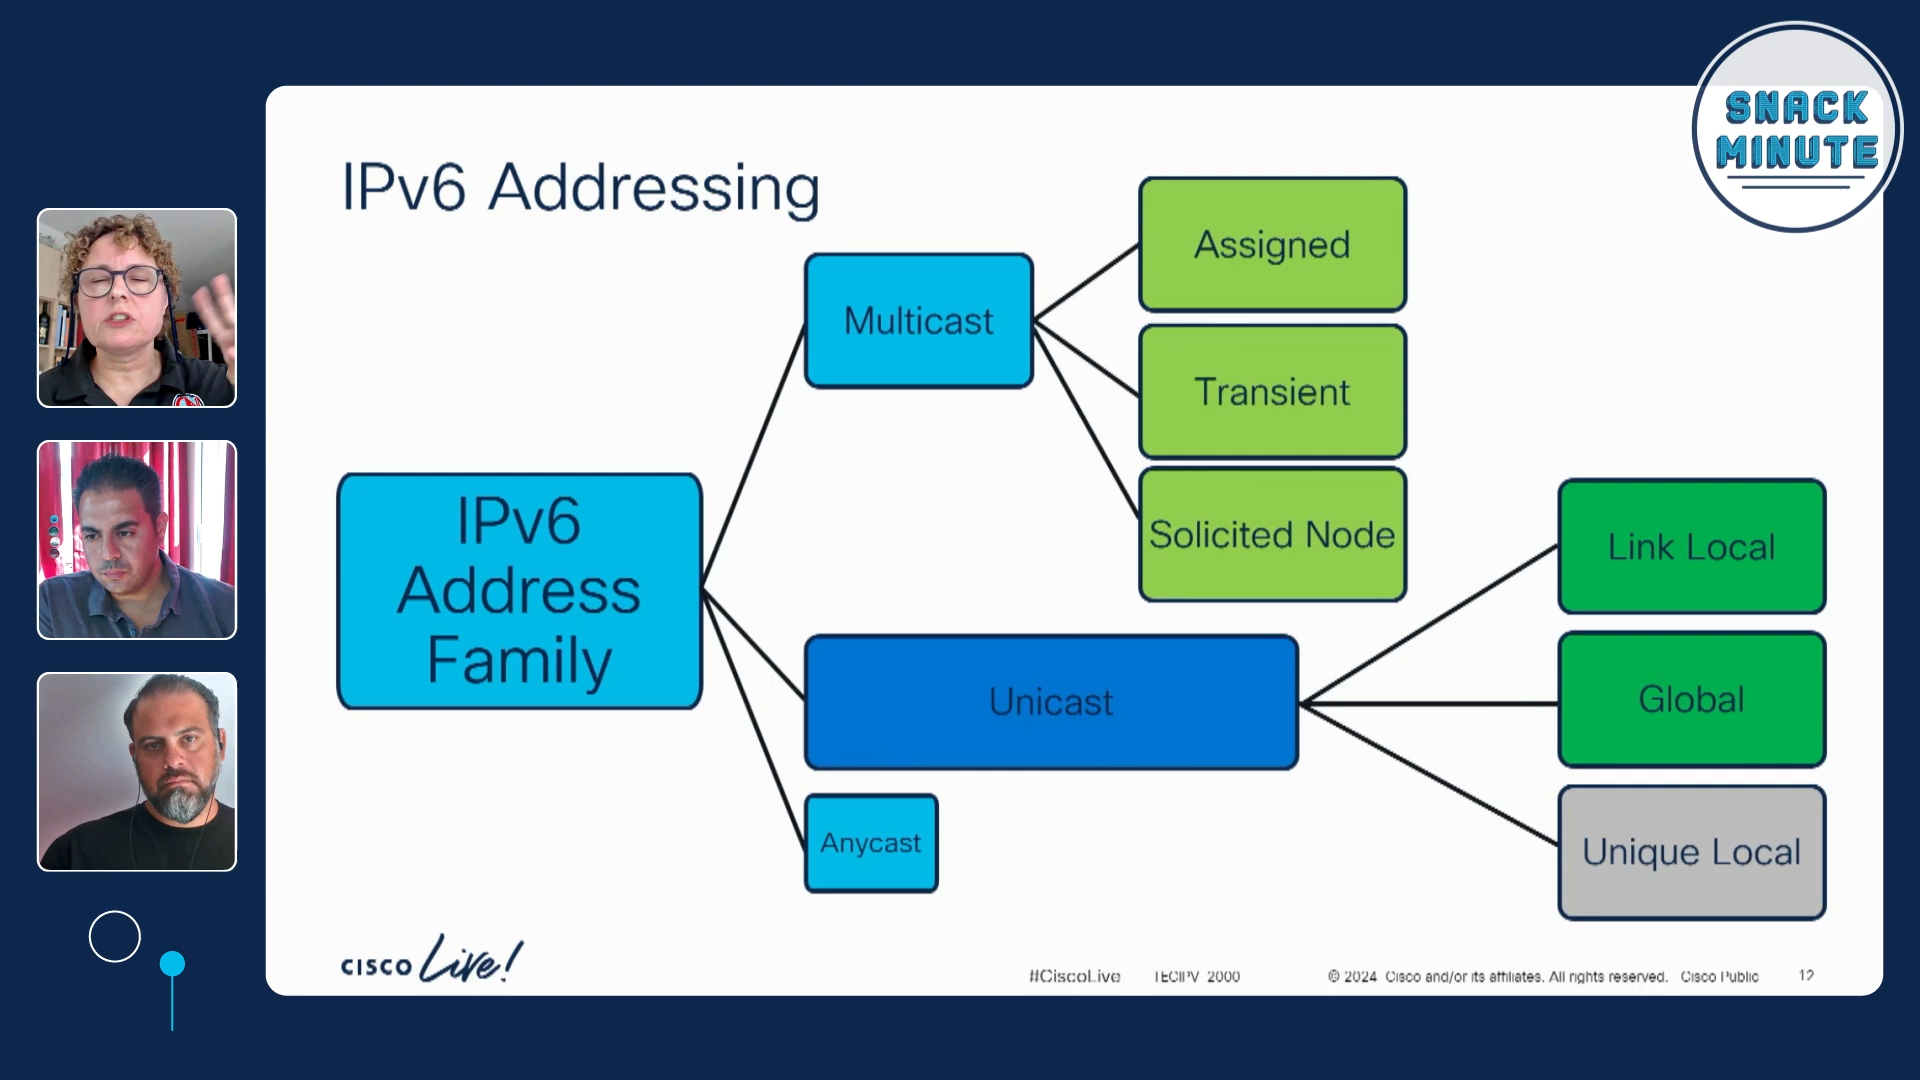 SNACK
MINUTE
IPv6 Addressing
Assigned
Multicast
Transient
Solicited Node
IPv6
Address
Family
Link Local
Unicast
Global
Anycast
Unique Local
CISCO Live!
#CiscoLive TECIPV-2000 © 2024 Cisco and/or its affiliates. All rights reserved. Cisco Public 12